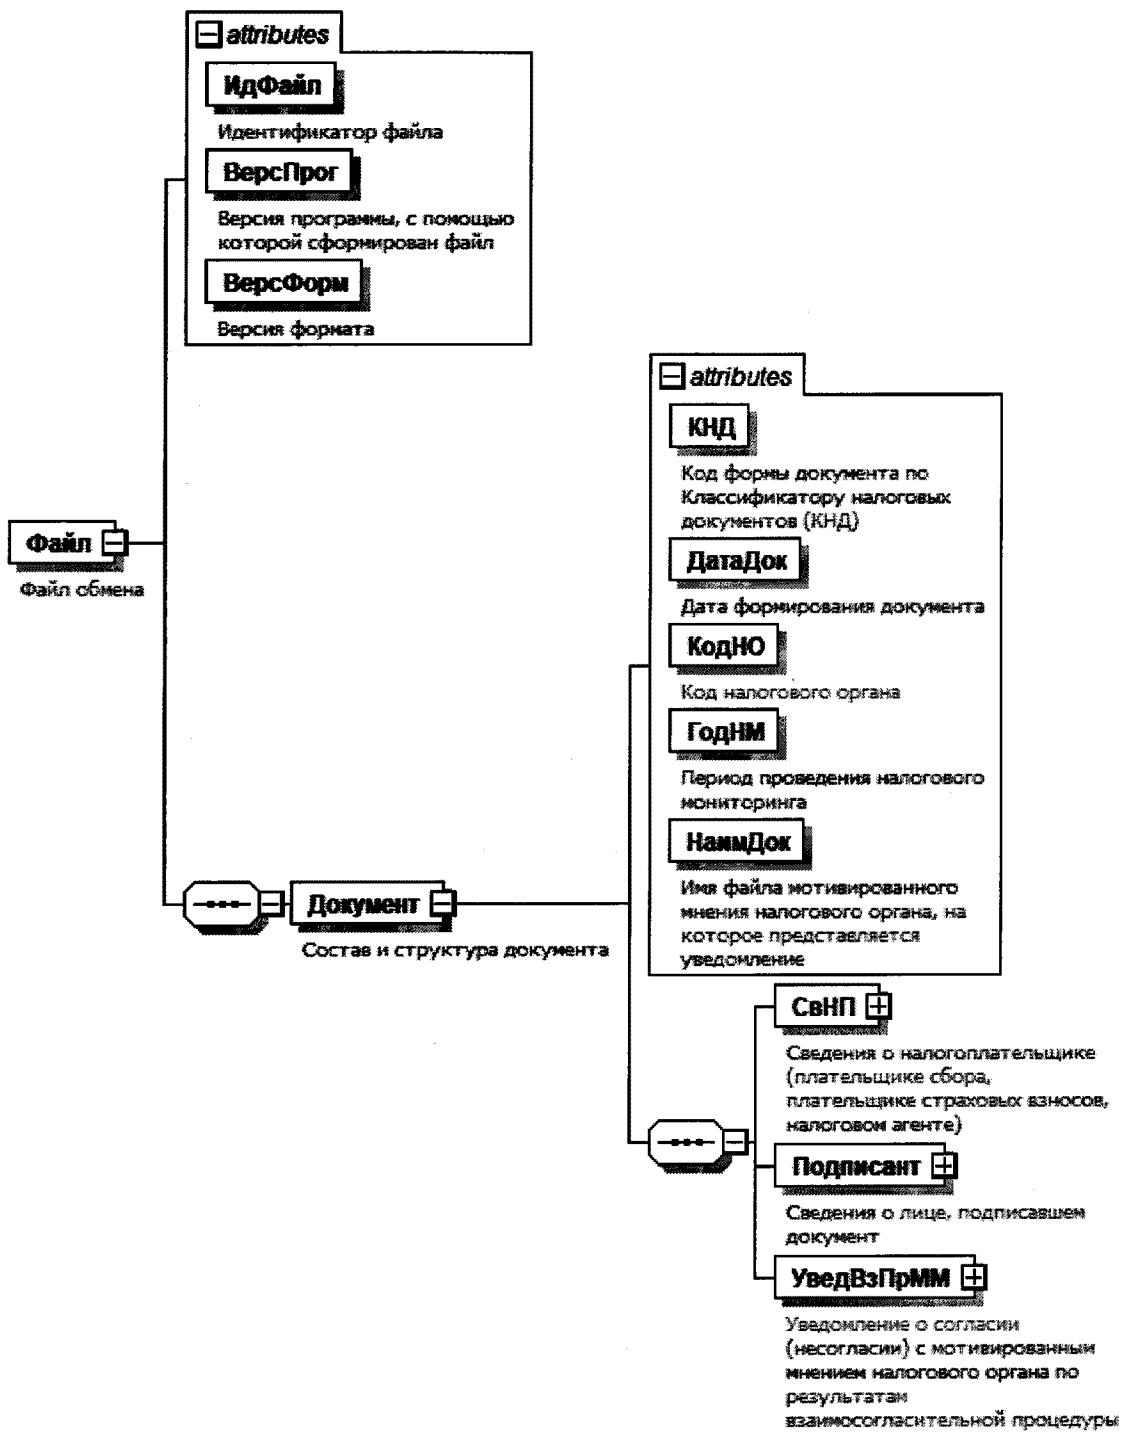 attributes
ИдФайл
Идентификатор файла
ВерсПрог
Версия программы, с помощью
которой сформирован файл
ВерсФорм
Версия формата
Файл
Файл обмена
attributes
КНД
Код формы документа по
Классификатору налоговых
документов (КНД)
ДатаДок
Дата формирования документа
КодНО
Код налогового органа
ГодНМ
Период проведения налогового
мониторинга
НаимДок
Имя файла мотивированного
мнения налогового органа, на
которое представляется
уведомление
Документ
Состав и структура документа
СвНП
Сведения о налогоплательщике
(плательщике сбора,
плательщике страховых взносов,
налоговом агенте)
Подписант
Сведения о лице, подписавшем
документ
УведВзПрММ
Уведомление о согласии
(несогласии) с мотивированным
мнением налогового органа по
результатам
взаимосогласительной процедуры